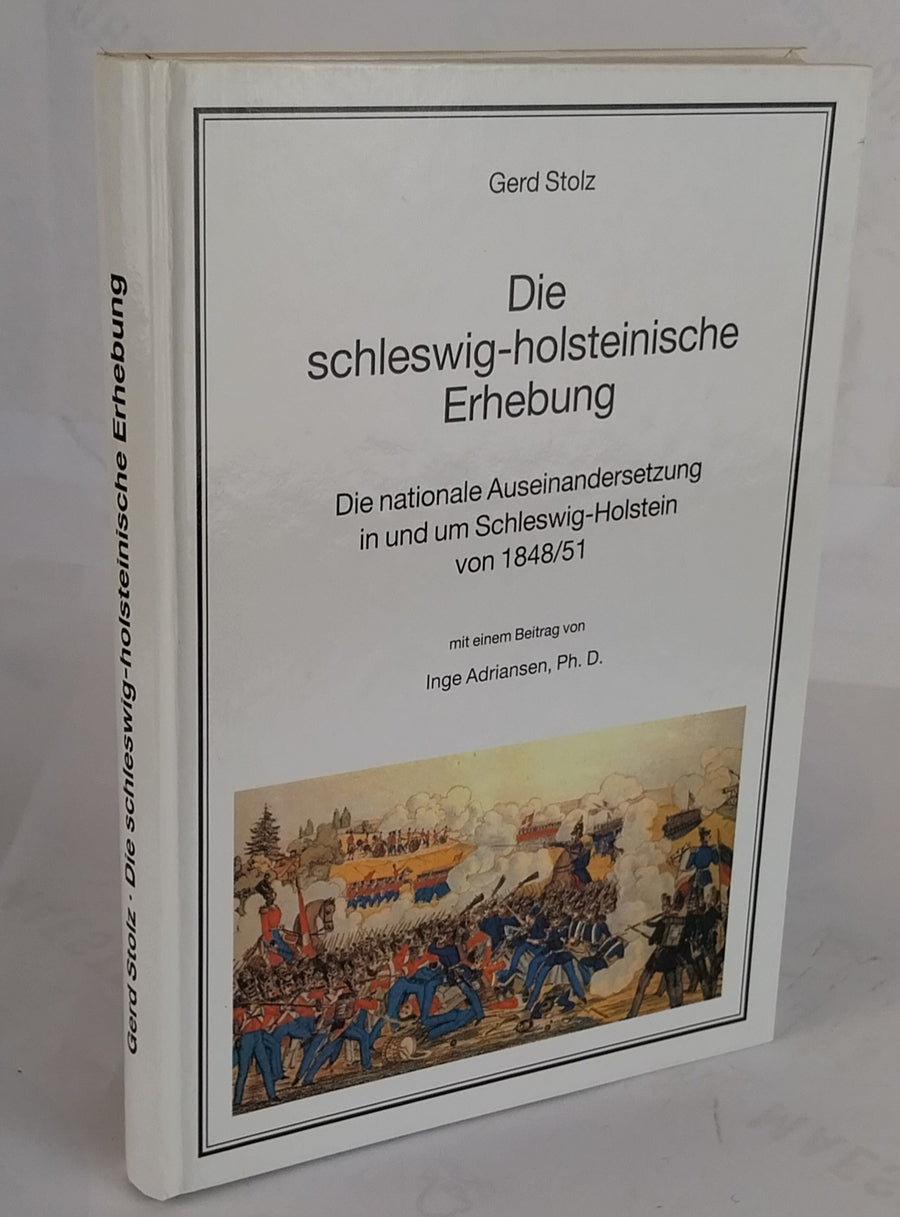 Gerd Stolz
Die
schleswig-holsteinische
Erhebung
Die nationale Auseinandersetzung
in und um Schleswig-Holstein
von 1848/51
mit einem Beitrag von
Inge Adriansen, Ph. D.
Gerd Stolz · Die schleswig-holsteinische Erhebung